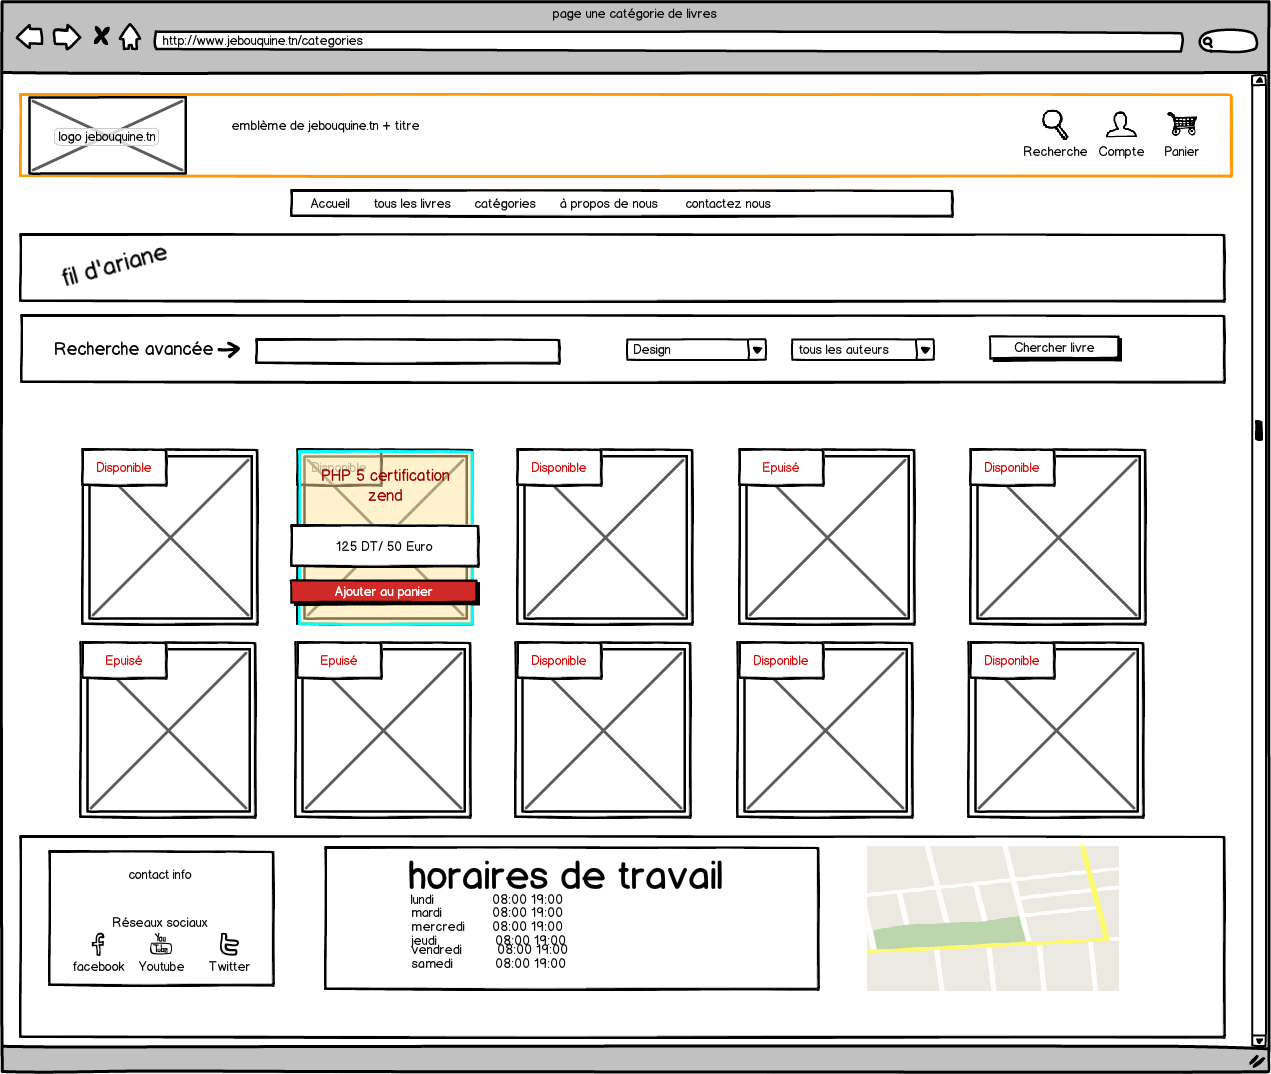 page une catégorie de livres
http://www.jebouquine.tn/categories
logo jebouquine.tn
emblème de jebouquine.tn + titre
Recherche Compte Panier
Accueil tous les livres catégories à propos de nous contactez nous
fil d'ariane
Recherche avancée Design tous les auteurs Chercher livre
Disponible Disponible Disponible Epuisé Disponible
PHP 5 certification
zend
125 DT/ 50 Euro
Ajouter au panier
Epuisé Epuisé Disponible Disponible Disponible
contact info
Réseaux sociaux
You
Tube
facebook Youtube Twitter
horaires de travail
lundi 08:00 19:00
mardi 08:00 19:00
mercredi 08:00 19:00
jeudi 08:00 19:00
vendredi 08:00 19:00
samedi 08:00 19:00